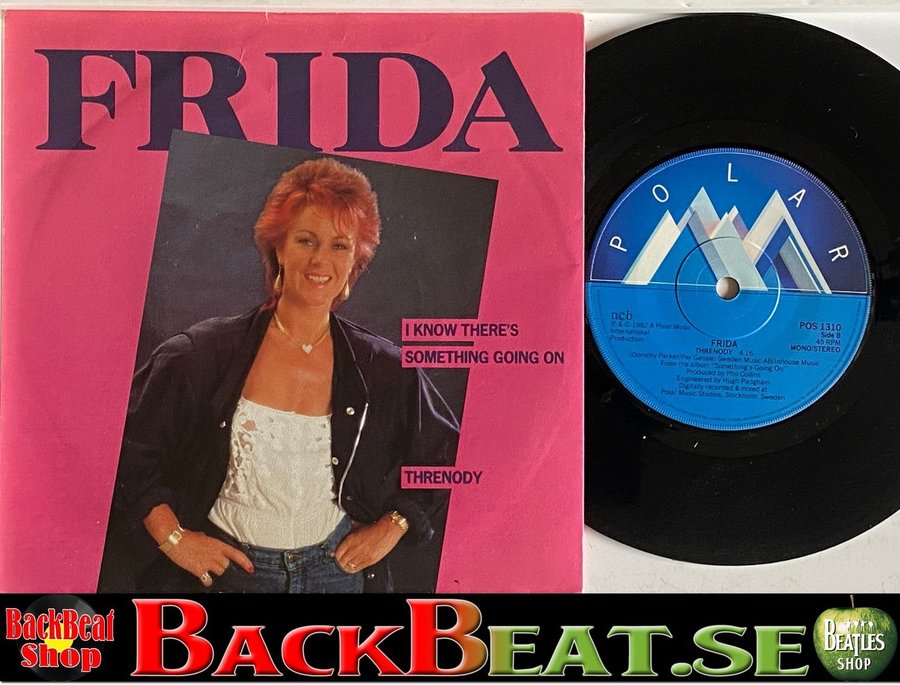 FRIDA
I KNOW THERE'S
SOMETHING GOING ON
THRENODY
POLAR
ncb
℗ & © 1982 A Polar Music
International
Production
POS 1310
Side B
45 RPM
MONO/STEREO
FRIDA
THRENODY 4.16
(Dorothy Parker/Per Gessle) Sweden Music AB/Inhouse Music
From the album "Something's Going On"
Produced by Phil Collins
Engineered by Hugh Padgham
Digitally recorded & mixed at
Polar Music Studios, Stockholm, Sweden
BackBeat
Shop
BACKBEAT.SE
BEATLES
SHOP